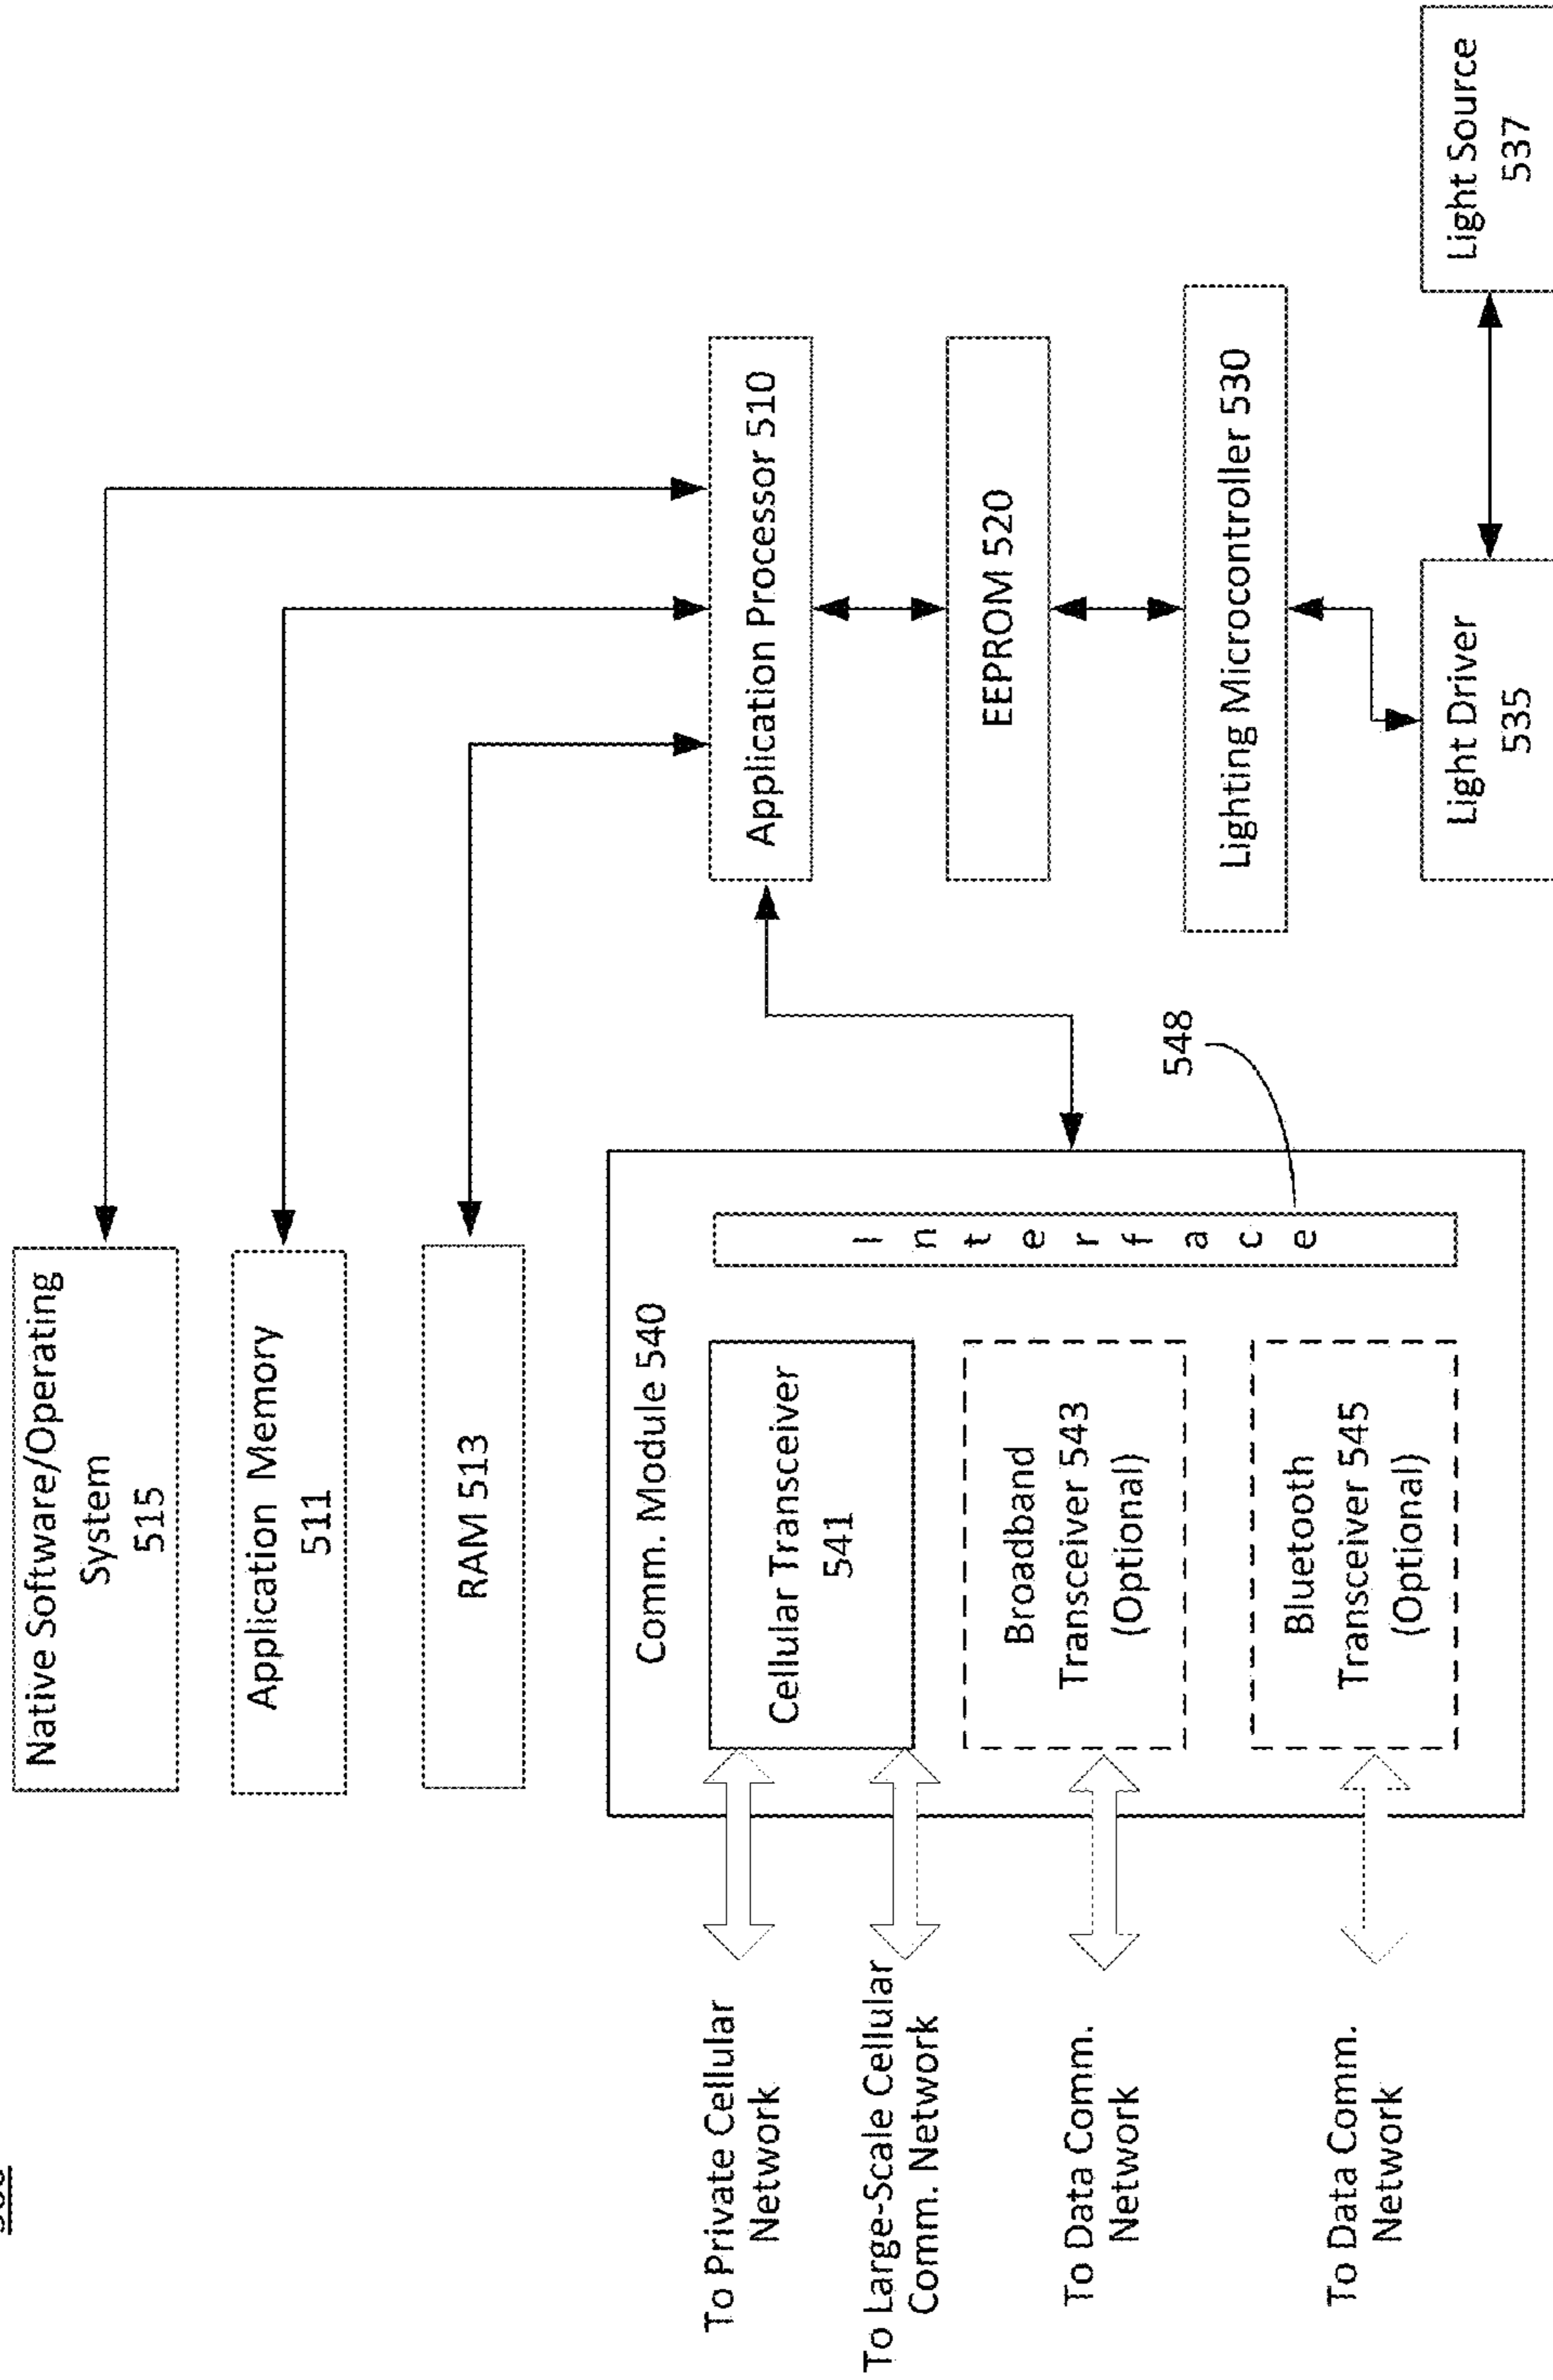 Native Software/Operating
System
515
Application Memory
511
RAM 513
Comm. Module 540
Cellular Transceiver
541
Broadband
Transceiver 543
(Optional)
Bluetooth
Transceiver 545
(Optional)
Interface
548
To Private Cellular
Network
To Large-Scale Cellular
Comm. Network
To Data Comm.
Network
To Data Comm.
Network
Application Processor 510
EEPROM 520
Lighting Microcontroller 530
Light Driver
535
Light Source
537